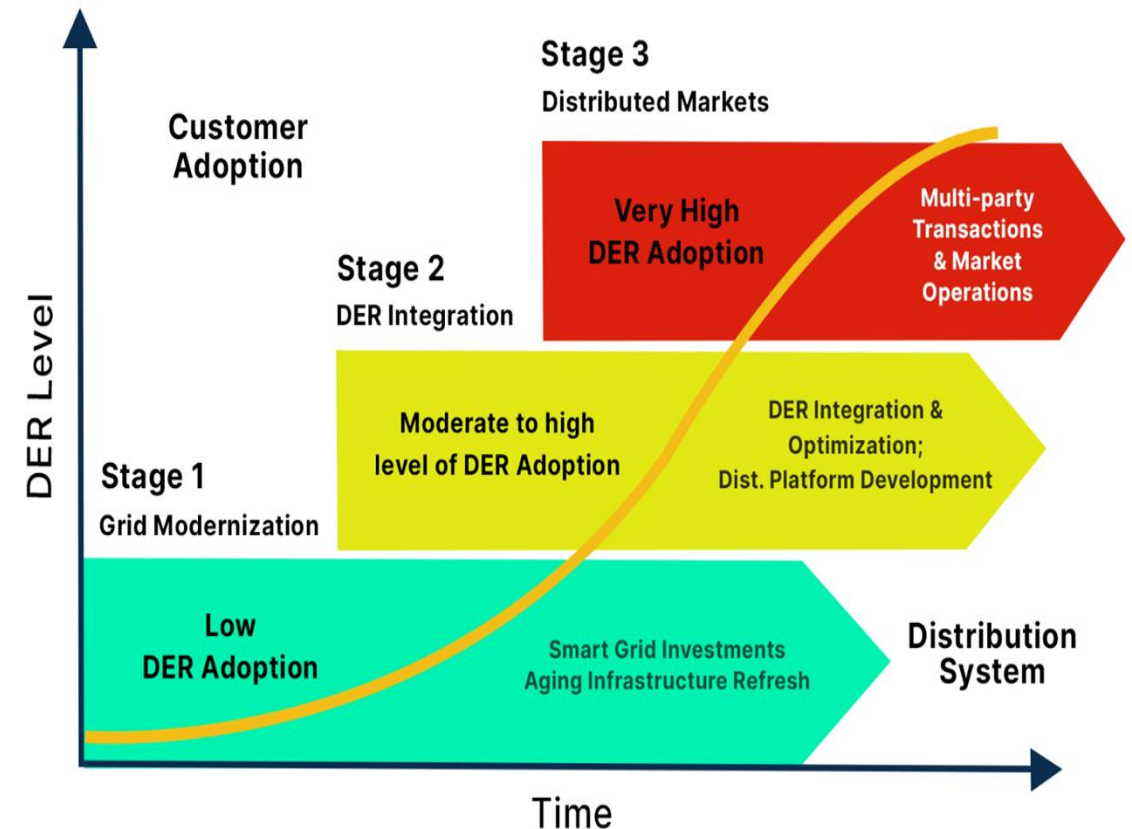 Stage 3
Distributed Markets
Customer
Adoption
Very High
DER Adoption
Multi-party
Transactions
& Market
Operations
Stage 2
DER Integration
Moderate to high
level of DER Adoption
DER Integration &
Optimization;
Dist. Platform Development
Stage 1
Grid Modernization
Low
DER Adoption
Smart Grid Investments
Aging Infrastructure Refresh
Distribution
System
DER Level
Time